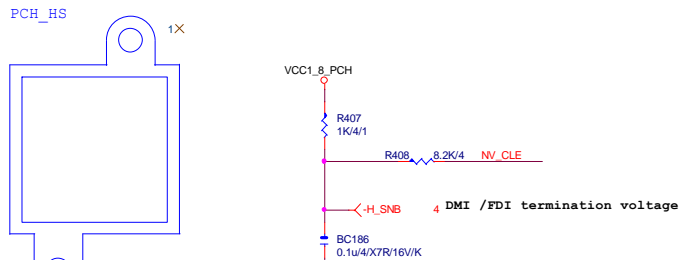 PCH_HS
1X
VCC1_8_PCH
R407
1K/4/1
R408 8.2K/4 NV_CLE
-H_SNB 4 DMI /FDI termination voltage
BC186
0.1u/4/X7R/16V/K